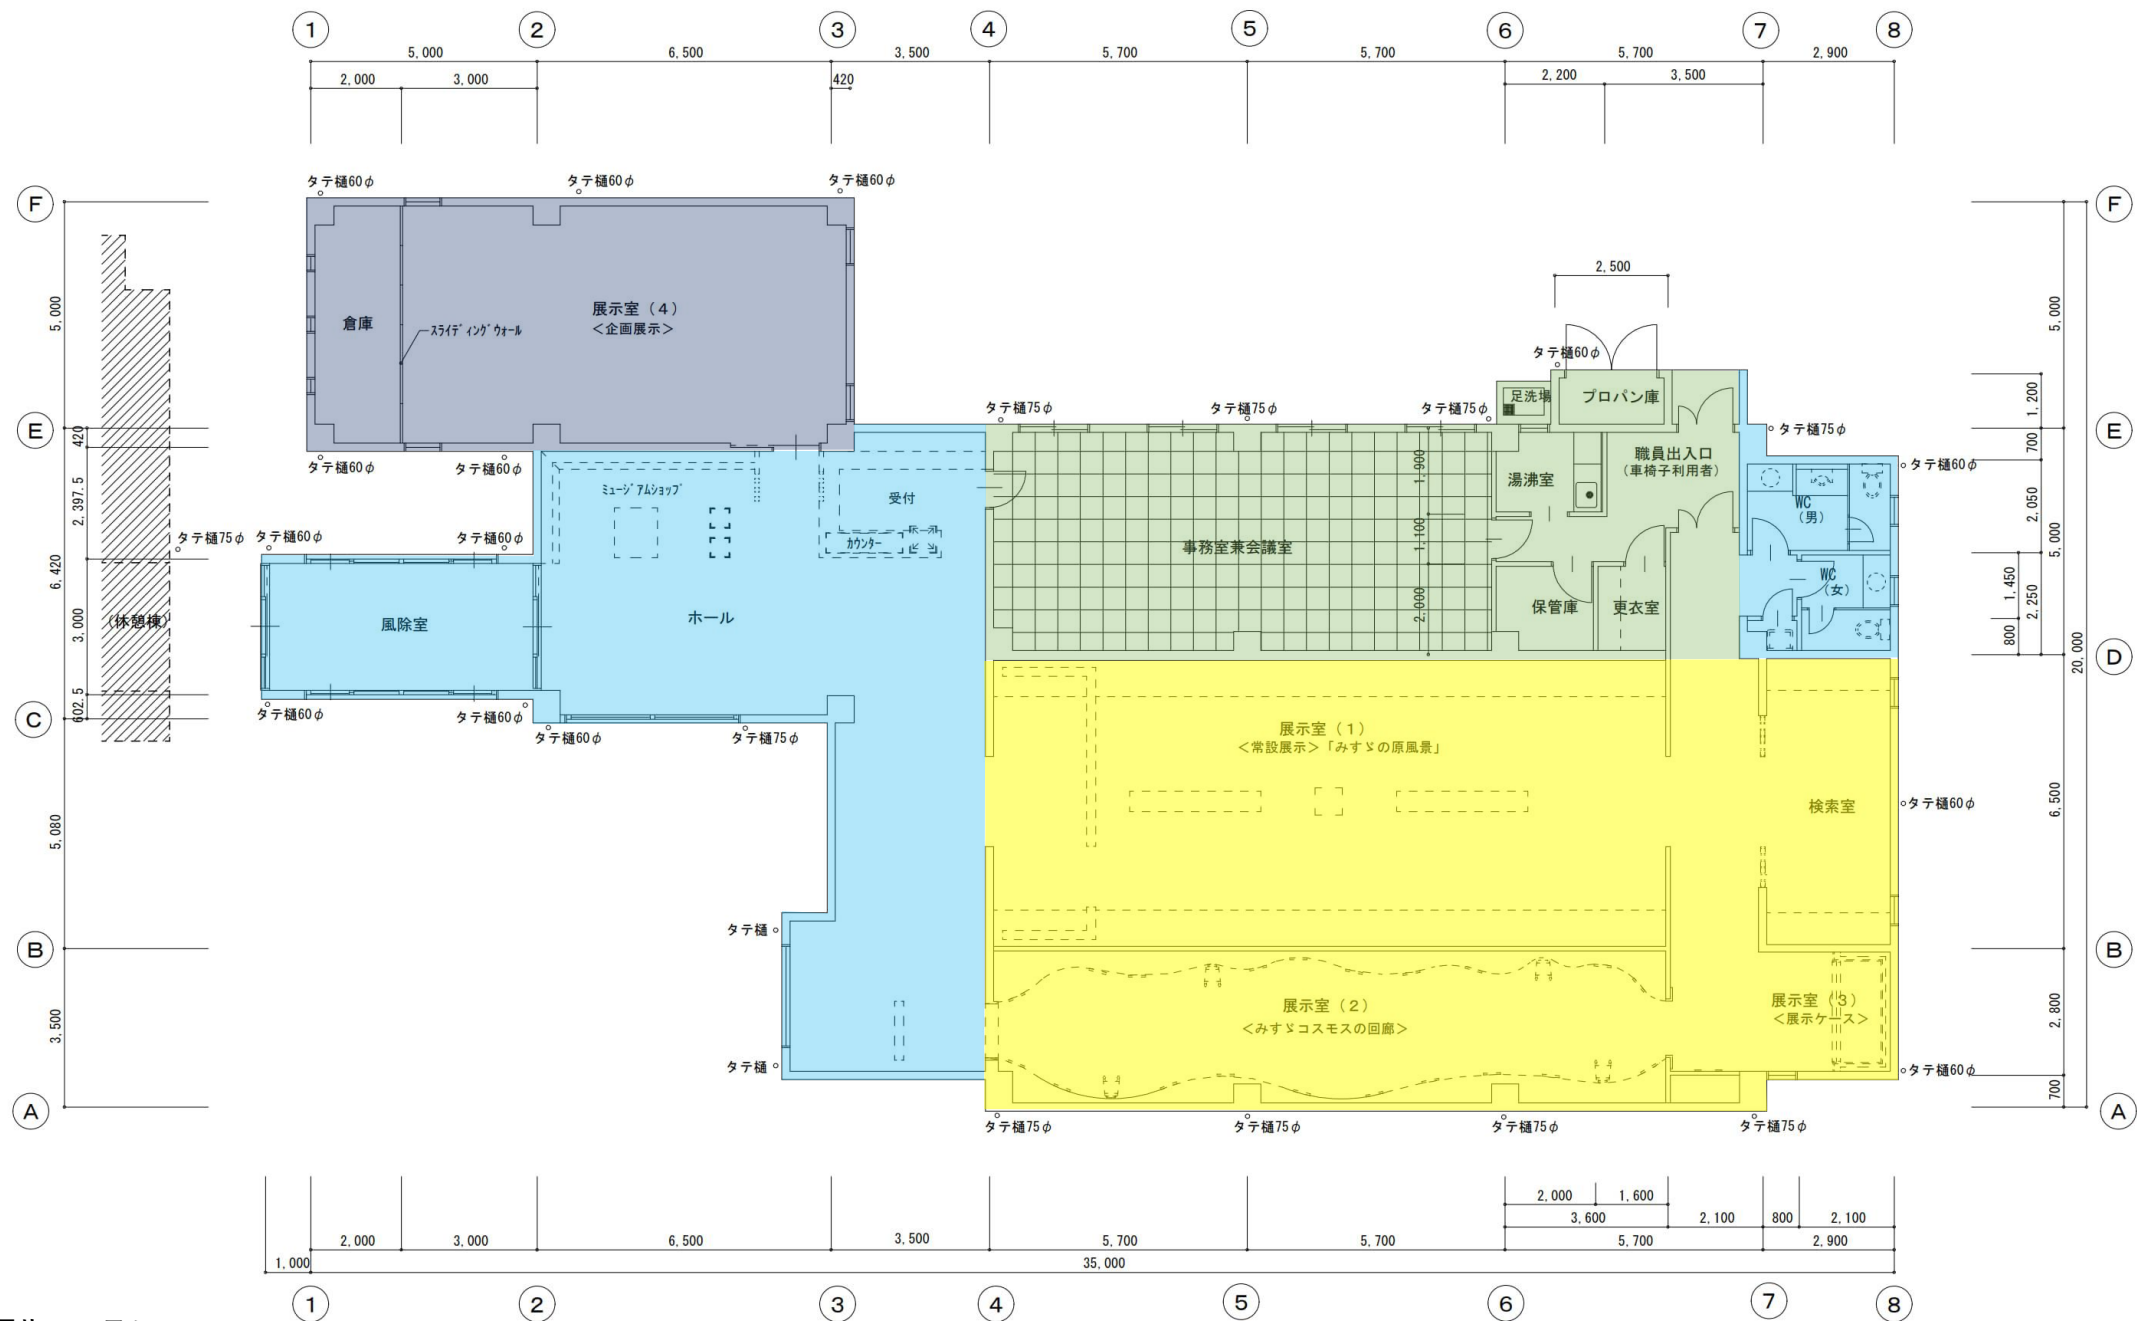 1 2 3 4 5 6 7 8
5,000 6,500 3,500 5,700 5,700 5,700 2,900
2,000 3,000 420 2,200 3,500
タテ樋60φ タテ樋60φ タテ樋60φ
F F
2,500
倉庫
展示室（4）
＜企画展示＞
スライディングウォール
5,000 5,000
タテ樋60φ
足洗場 プロパン庫
1,200
タテ樋75φ タテ樋75φ タテ樋75φ
E E
タテ樋75φ
420 700
タテ樋60φ タテ樋60φ タテ樋60φ
職員出入口
（車椅子利用者）
湯沸室
1,900
ミュージアムショップ
受付
WC
（男）
2,397.5 2,050
タテ樋75φ タテ樋60φ タテ樋60φ
カウンター
事務室兼会議室
1,100
5,000
6,420
WC
（女）
1,450 2,250
保管庫 更衣室
2,000
（休憩棟）
風除室
ホール
3,000
800
20,000
D
602.5
タテ樋60φ タテ樋60φ
C
タテ樋60φ タテ樋75φ
展示室（1）
＜常設展示＞「みすゞの原風景」
検索室
タテ樋60φ
5,080 6,500
タテ樋
B B
展示室（2）
＜みすゞコスモスの回廊＞
展示室（3）
＜展示ケース＞
3,500 2,800
タテ樋
タテ樋60φ
700
A A
タテ樋75φ タテ樋75φ タテ樋75φ タテ樋75φ
2,000 1,600
3,600 2,100 800 2,100
2,000 3,000 6,500 3,500 5,700 5,700 5,700 2,900
1,000 35,000
1 2 3 4 5 6 7 8